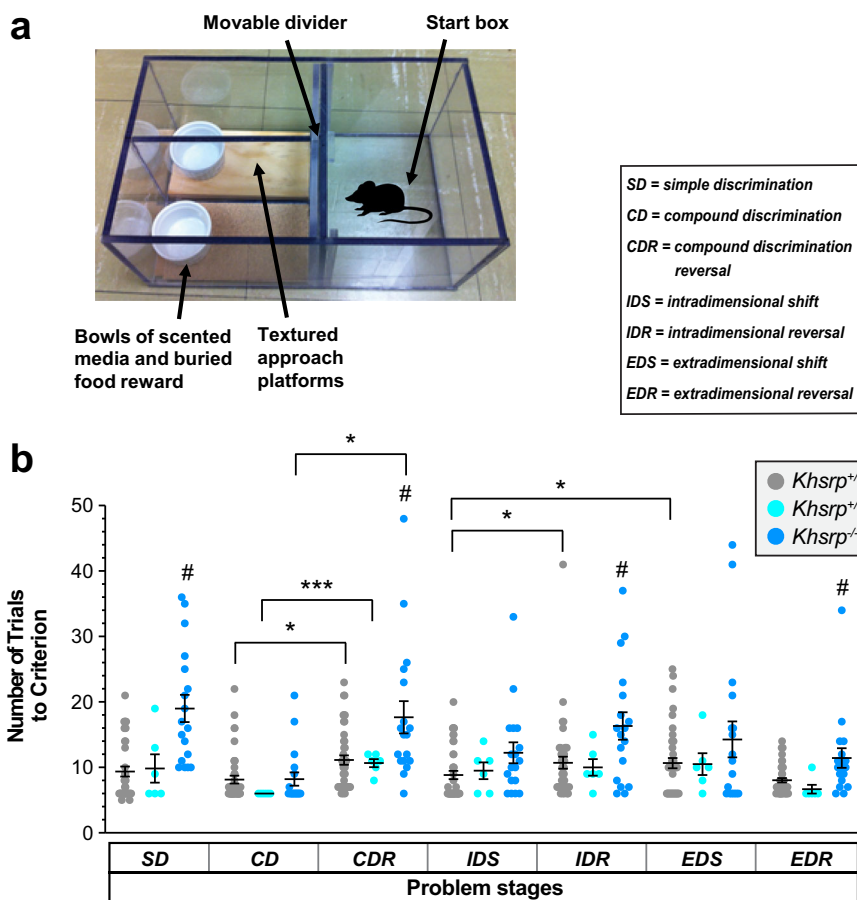 a
Movable divider
Start box
Bowls of scented
media and buried
food reward
Textured
approach
platforms
SD = simple discrimination
CD = compound discrimination
CDR = compound discrimination
reversal
IDS = intradimensional shift
IDR = intradimensional reversal
EDS = extradimensional shift
EDR = extradimensional reversal
b
Number of Trials
to Criterion
50
40
30
20
10
0
#
*
***
*
#
*
*
#
#
Khsrp+/
Khsrp+/
Khsrp-/-
SD CD CDR IDS IDR EDS EDR
Problem stages